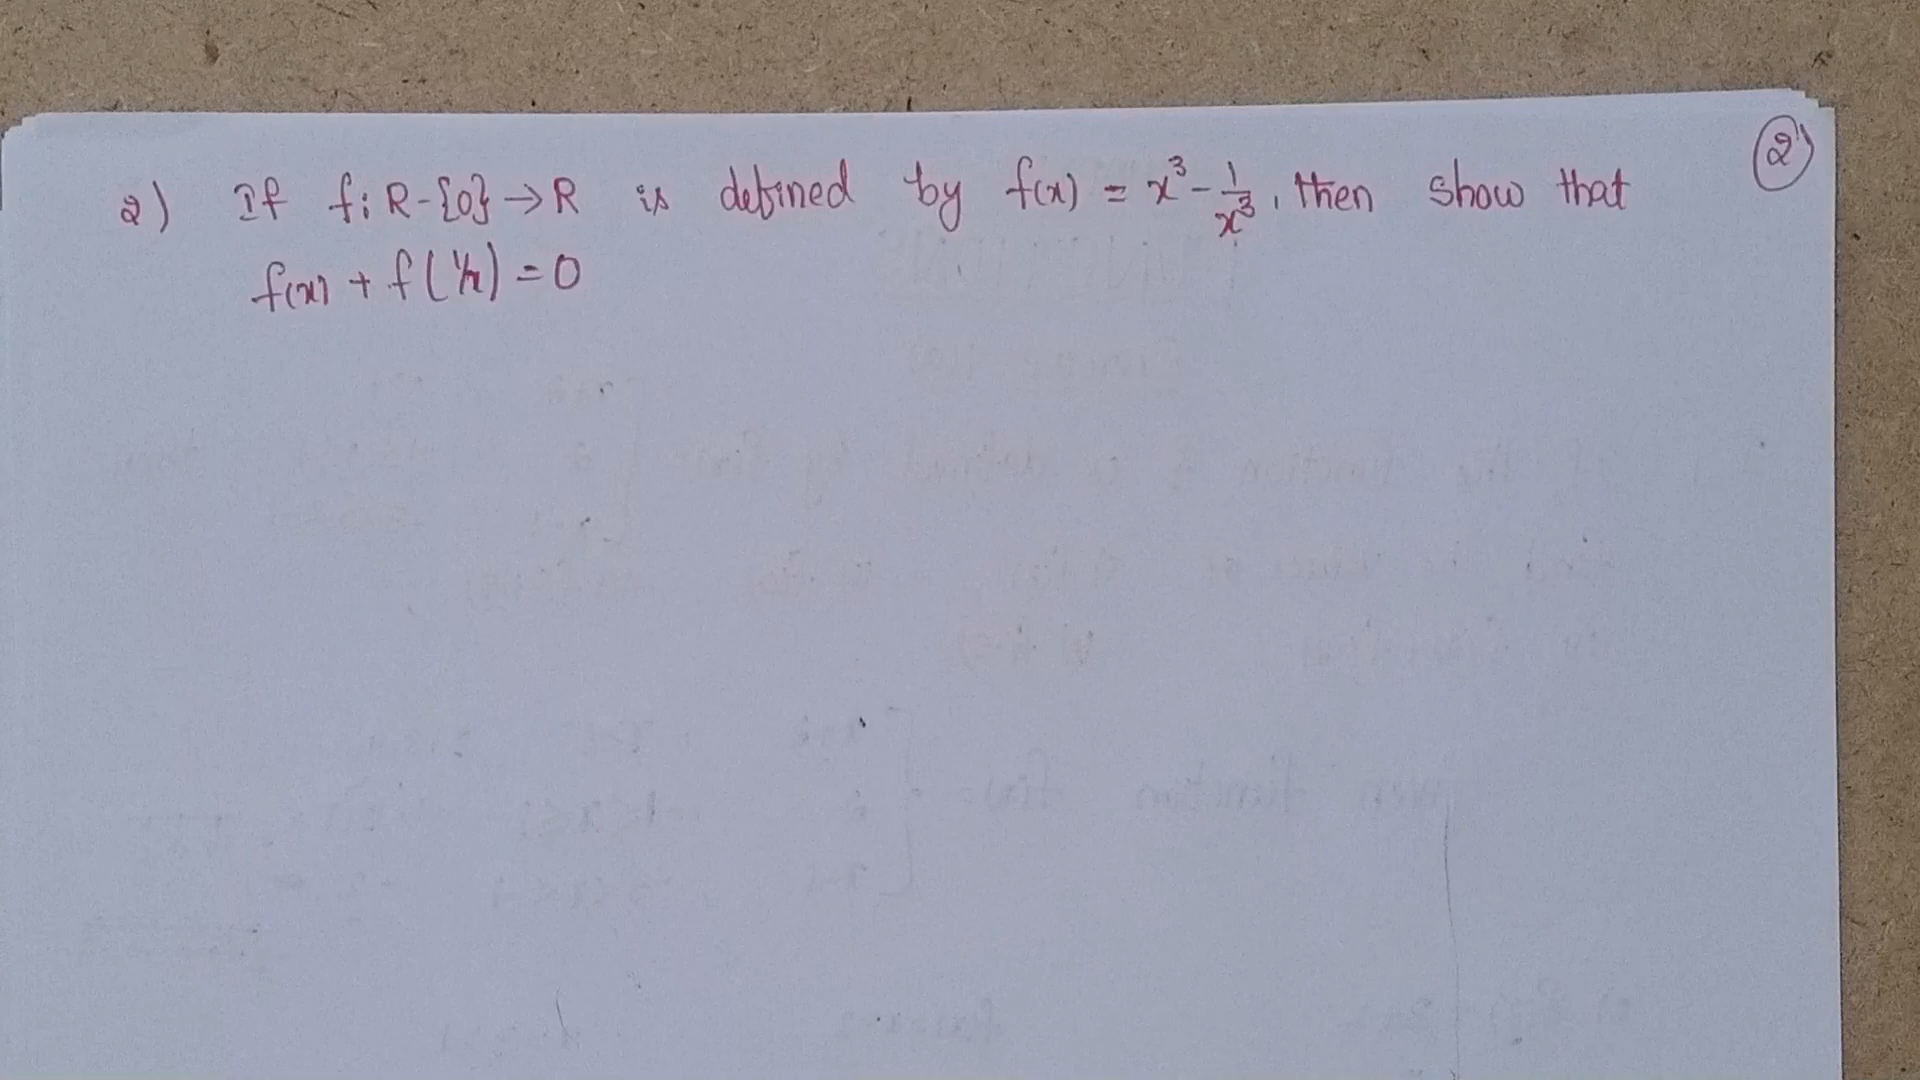 2) If f: R-{0} → R is defined by f(x) = x³ - 1/x³, then show that
f(x) + f(1/x) = 0
2